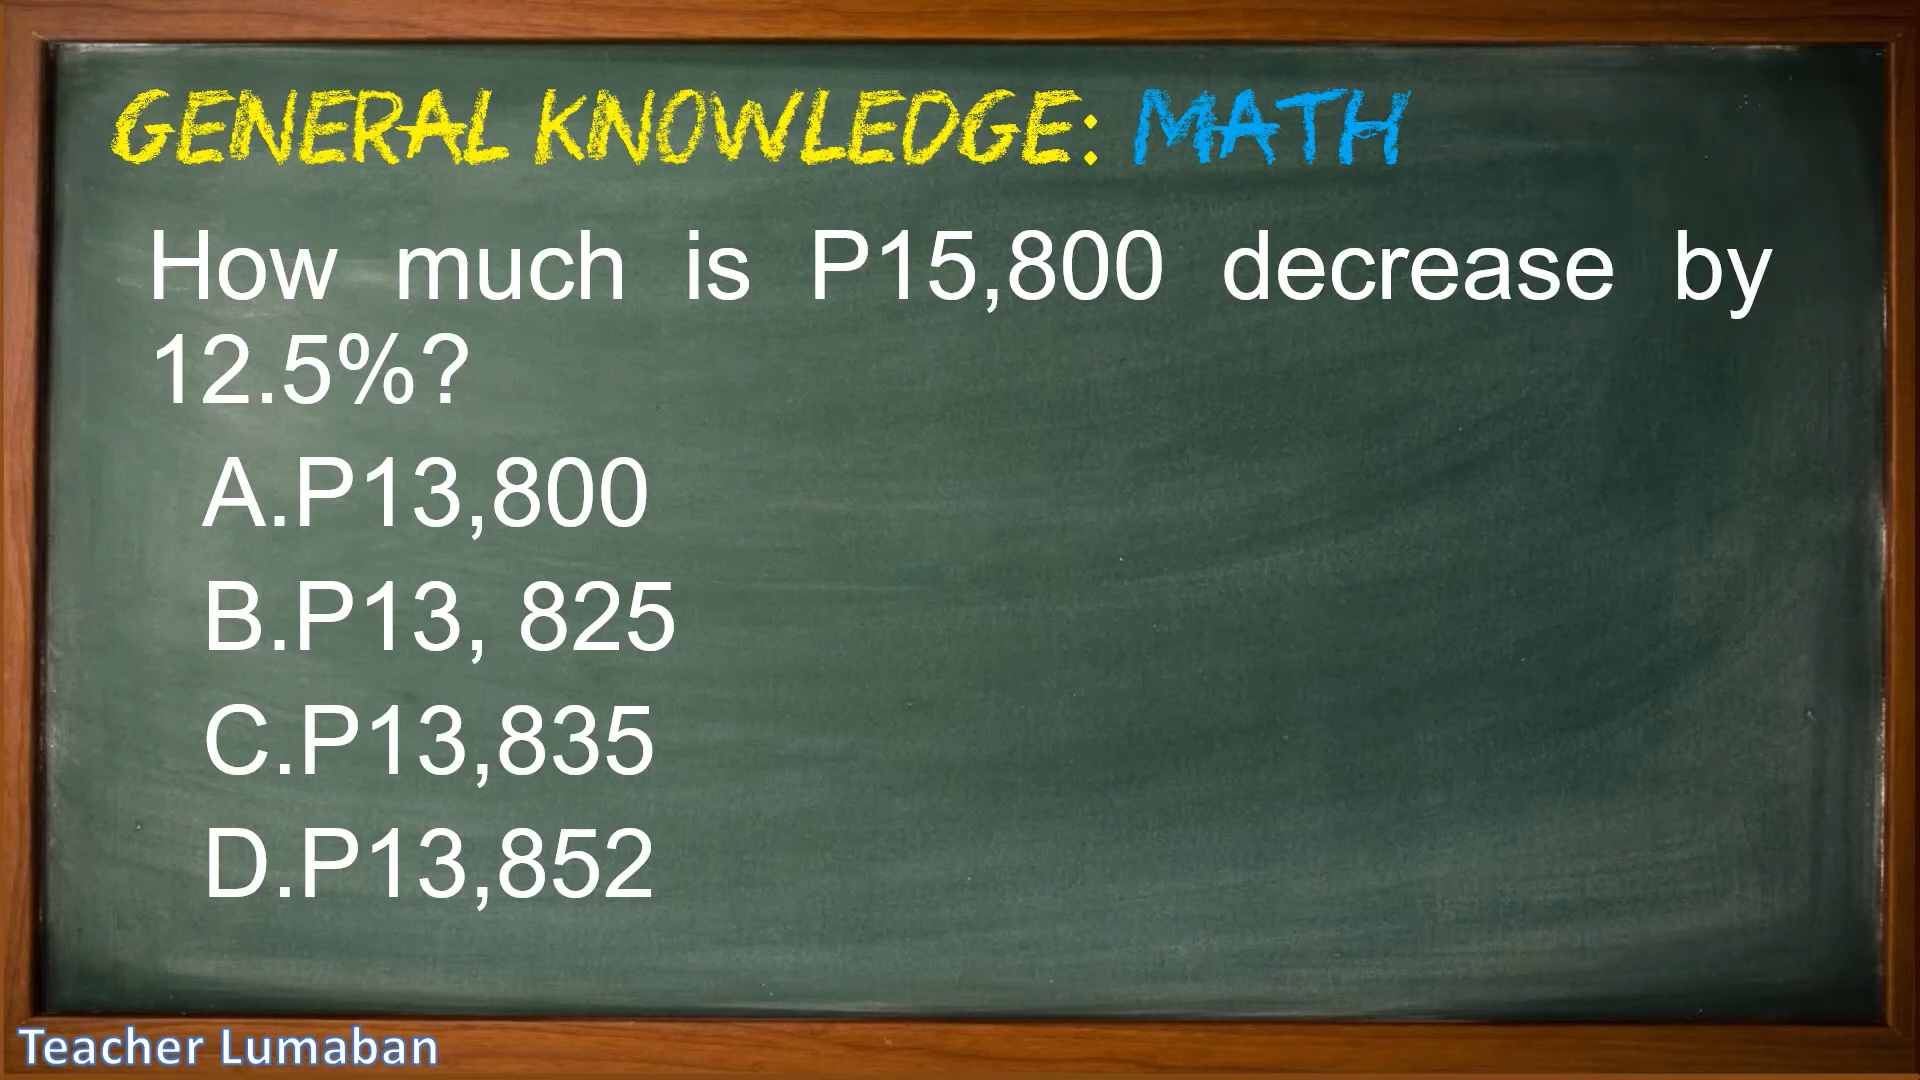 GENERAL KNOWLEDGE: MATH
How much is P15,800 decrease by
12.5%?
A.P13,800
B.P13, 825
C.P13,835
D.P13,852
Teacher Lumaban